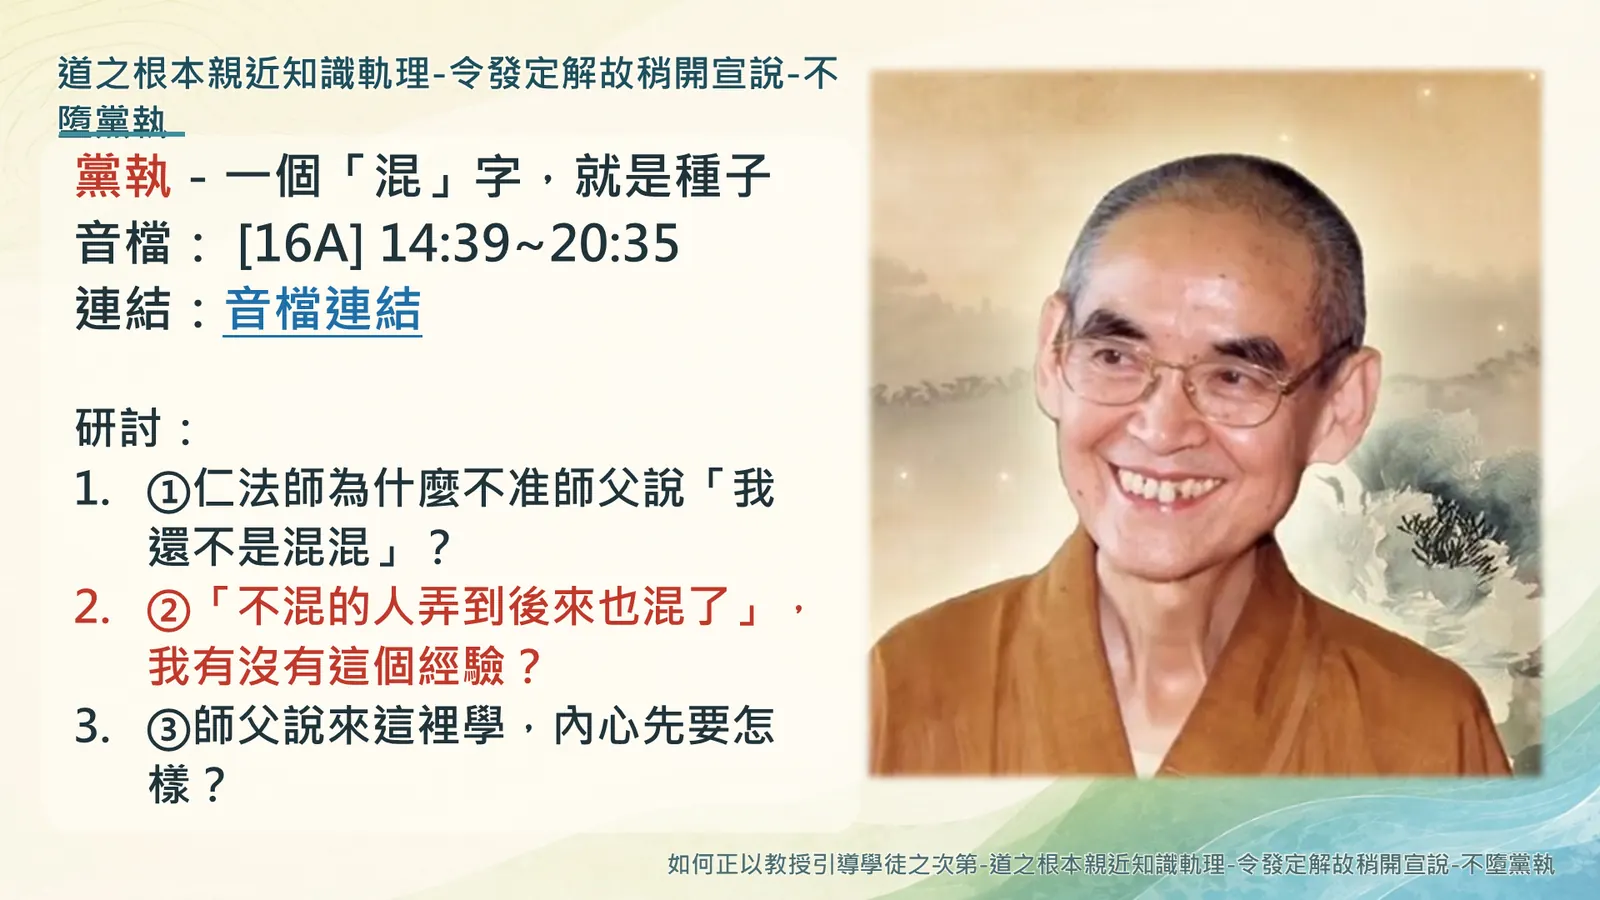 道之根本親近知識軌理-令發定解故稍開宣說-不
墮黨執
黨執 - 一個「混」字，就是種子
音檔： [16A] 14:39~20:35
連結：音檔連結
研討：
1. ①仁法師為什麼不准師父說「我
還不是混混」？
2. ②「不混的人弄到後來也混了」，
我有沒有這個經驗？
3. ③師父說來這裡學，內心先要怎
樣？
如何正以教授引導學徒之次第-道之根本親近知識軌理-令發定解故稍開宣說-不墮黨執